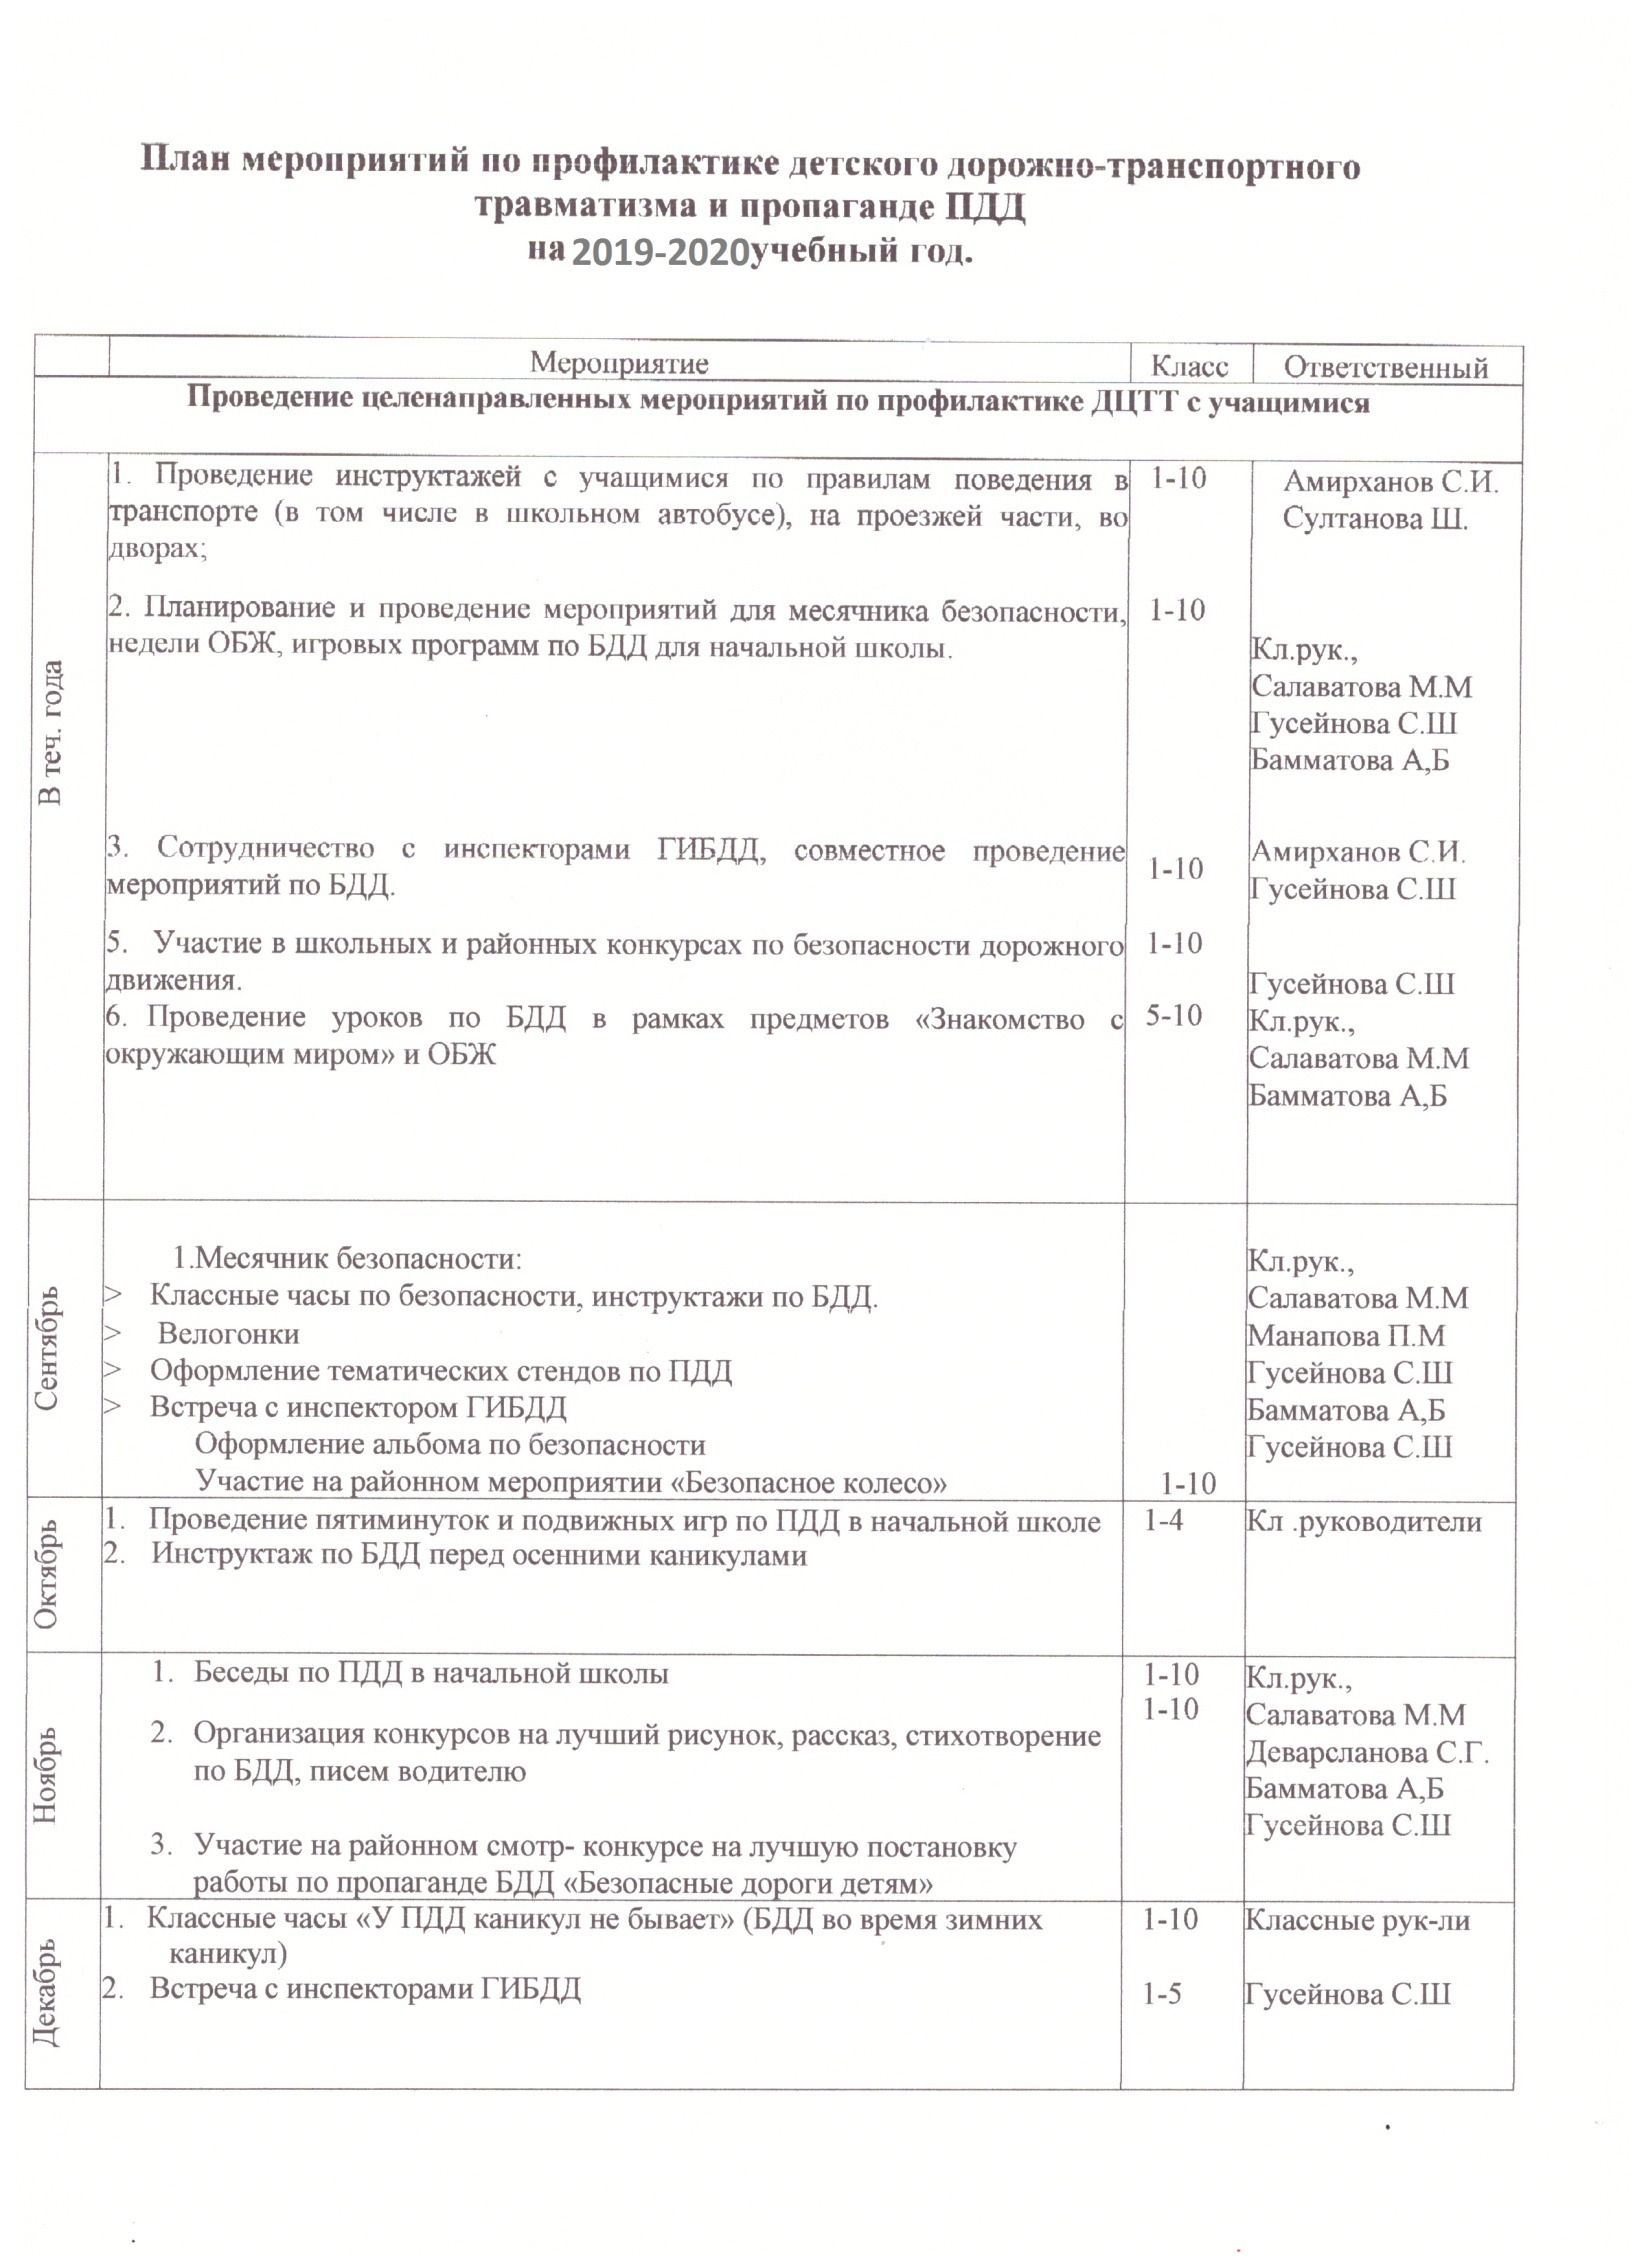 План мероприятий по профилактике детского дорожно-транспортного
травматизма и пропаганде ПДД
на 2019-2020учебный год.
Мероприятие Класс Ответственный
Проведение целенаправленных мероприятий по профилактике ДЦТТ с учащимися
В теч. года
1. Проведение инструктажей с учащимися по правилам поведения в
транспорте (в том числе в школьном автобусе), на проезжей части, во
дворах;
1-10
Амирханов С.И.
Султанова Ш.
2. Планирование и проведение мероприятий для месячника безопасности,
недели ОБЖ, игровых программ по БДД для начальной школы.
1-10
Кл.рук.,
Салаватова М.М
Гусейнова С.Ш
Бамматова А,Б
3. Сотрудничество с инспекторами ГИБДД, совместное проведение
мероприятий по БДД.
1-10
Амирханов С.И.
Гусейнова С.Ш
5. Участие в школьных и районных конкурсах по безопасности дорожного
движения.
1-10
Гусейнова С.Ш
6. Проведение уроков по БДД в рамках предметов «Знакомство с
окружающим миром» и ОБЖ
5-10
Кл.рук.,
Салаватова М.М
Бамматова А,Б
Сентябрь
1.Месячник безопасности:
> Классные часы по безопасности, инструктажи по БДД.
> Велогонки
> Оформление тематических стендов по ПДД
> Встреча с инспектором ГИБДД
Оформление альбома по безопасности
Участие на районном мероприятии «Безопасное колесо»
1-10
Кл.рук.,
Салаватова М.М
Манапова П.М
Гусейнова С.Ш
Бамматова А,Б
Гусейнова С.Ш
Октябрь
1. Проведение пятиминуток и подвижных игр по ПДД в начальной школе
2. Инструктаж по БДД перед осенними каникулами
1-4
Кл .руководители
Ноябрь
1. Беседы по ПДД в начальной школы
2. Организация конкурсов на лучший рисунок, рассказ, стихотворение
по БДД, писем водителю
3. Участие на районном смотр- конкурсе на лучшую постановку
работы по пропаганде БДД «Безопасные дороги детям»
1-10
1-10
Кл.рук.,
Салаватова М.М
Деварсланова С.Г.
Бамматова А,Б
Гусейнова С.Ш
Декабрь
1. Классные часы «У ПДД каникул не бывает» (БДД во время зимних
каникул)
2. Встреча с инспекторами ГИБДД
1-10
1-5
Классные рук-ли
Гусейнова С.Ш